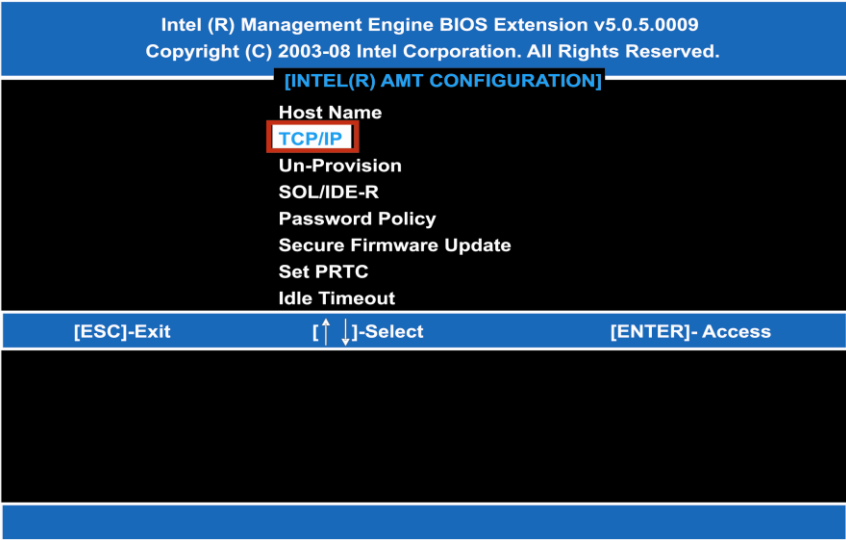 Intel (R) Management Engine BIOS Extension v5.0.5.0009
Copyright (C) 2003-08 Intel Corporation. All Rights Reserved.
[INTEL(R) AMT CONFIGURATION]
Host Name
TCP/IP
Un-Provision
SOL/IDE-R
Password Policy
Secure Firmware Update
Set PRTC
Idle Timeout
[ESC]-Exit [↑ ↓]-Select [ENTER]- Access